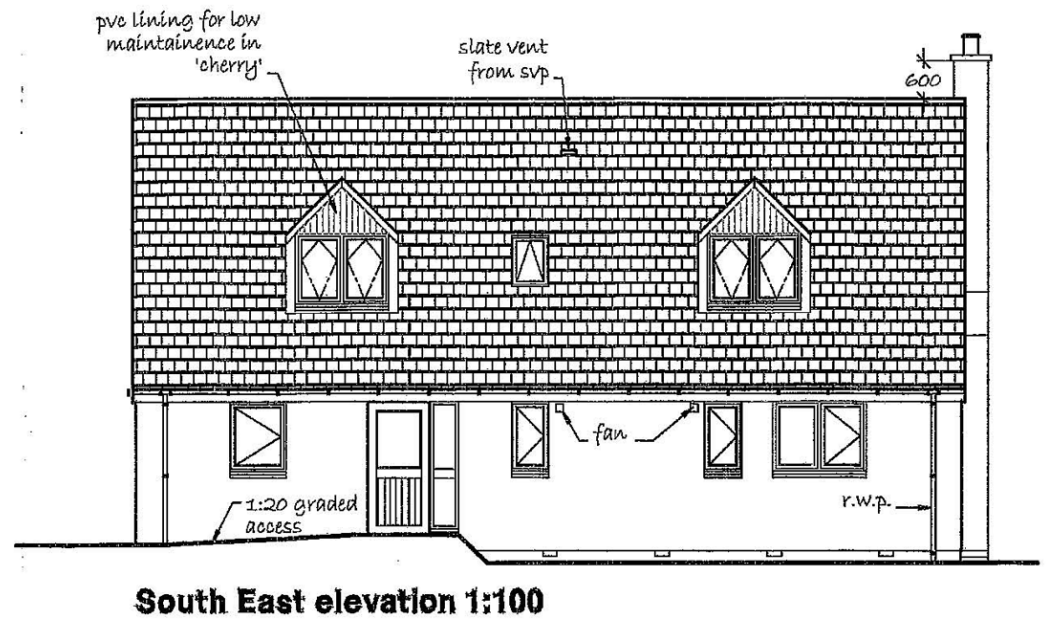 pvc lining for low
maintainence in
'cherry'
slate vent
from svp
600
fan
1:20 graded
access
r.w.p.
South East elevation 1:100